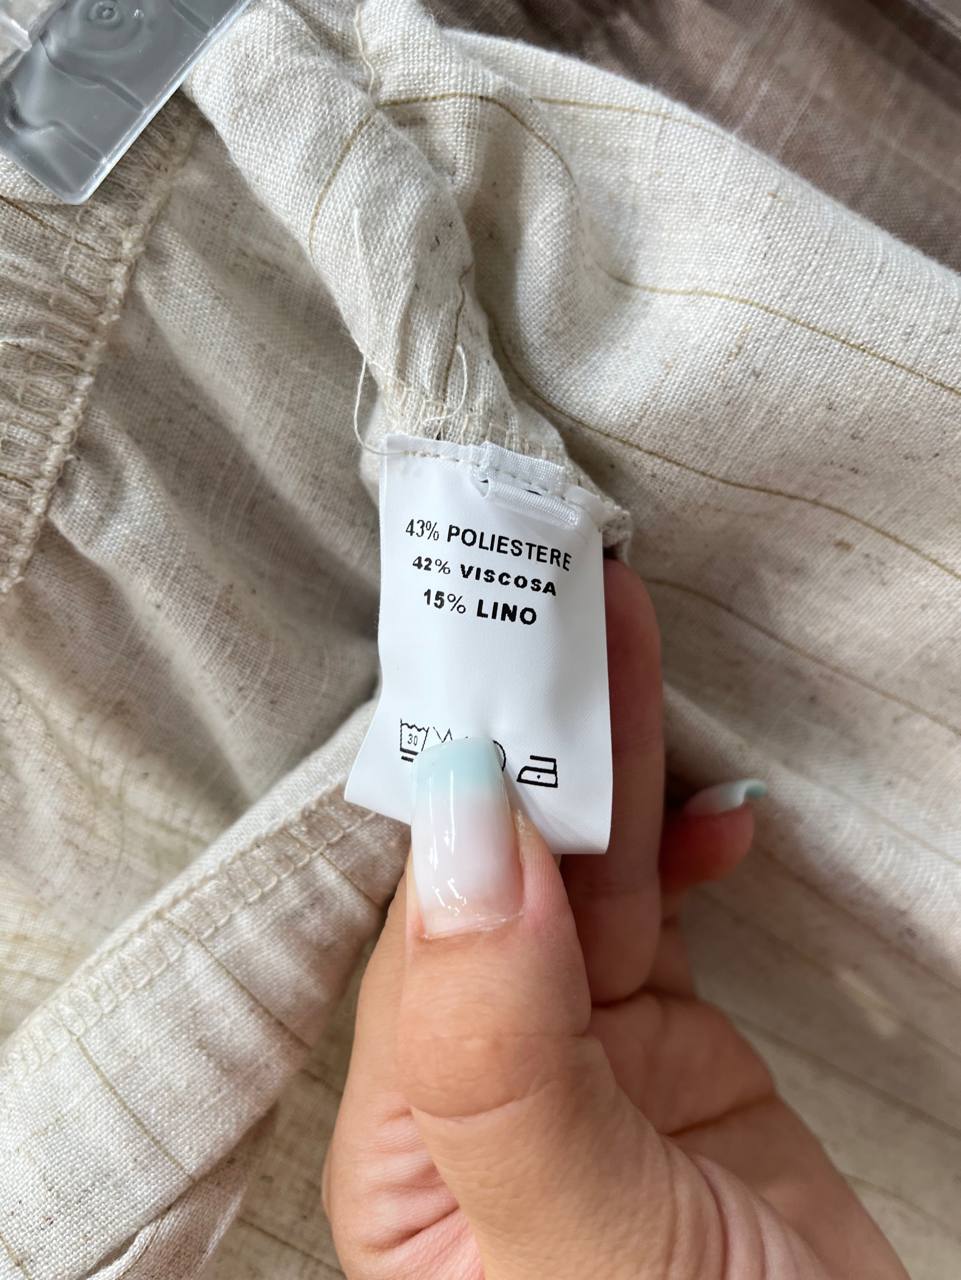 43% POLIESTERE
42% VISCOSA
15% LINO
30